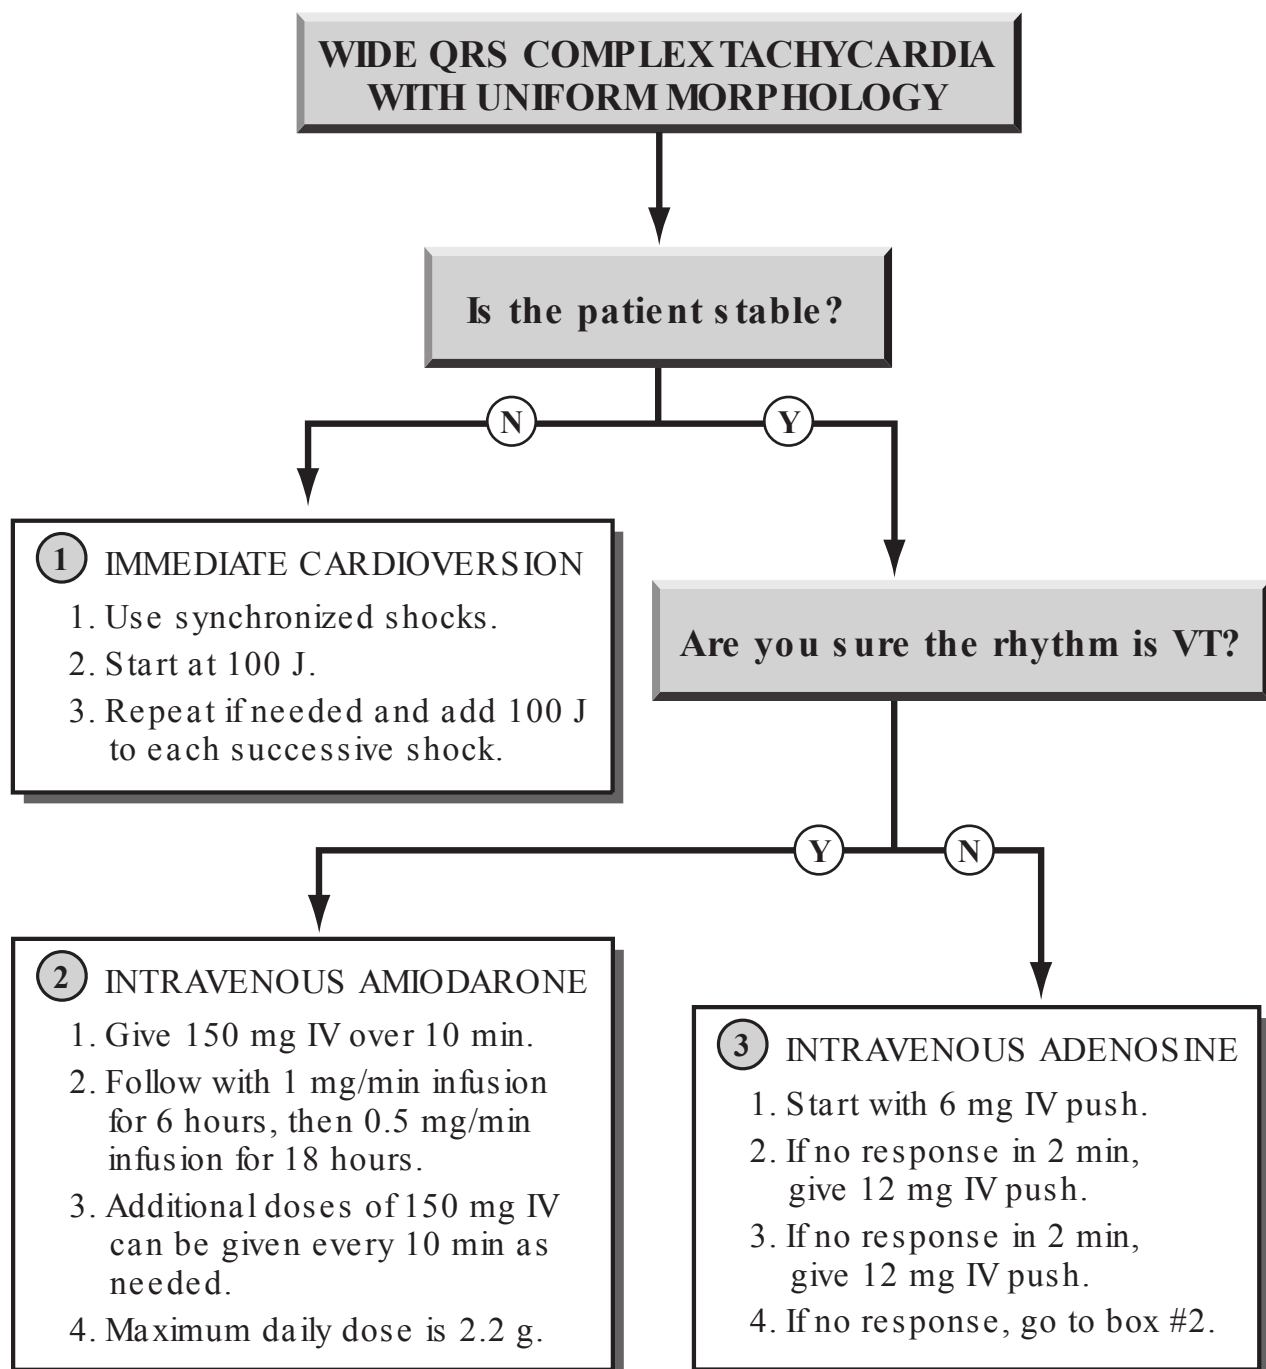 WIDE QRS COMPLEX TACHYCARDIA
WITH UNIFORM MORPHOLOGY
Is the patient stable?
N
Y
1 IMMEDIATE CARDIOVERSION
1. Use synchronized shocks.
2. Start at 100 J.
3. Repeat if needed and add 100 J
to each successive shock.
Are you sure the rhythm is VT?
Y
N
2 INTRAVENOUS AMIODARONE
1. Give 150 mg IV over 10 min.
2. Follow with 1 mg/min infusion
for 6 hours, then 0.5 mg/min
infusion for 18 hours.
3. Additional doses of 150 mg IV
can be given every 10 min as
needed.
4. Maximum daily dose is 2.2 g.
3 INTRAVENOUS ADENOSINE
1. Start with 6 mg IV push.
2. If no response in 2 min,
give 12 mg IV push.
3. If no response in 2 min,
give 12 mg IV push.
4. If no response, go to box #2.